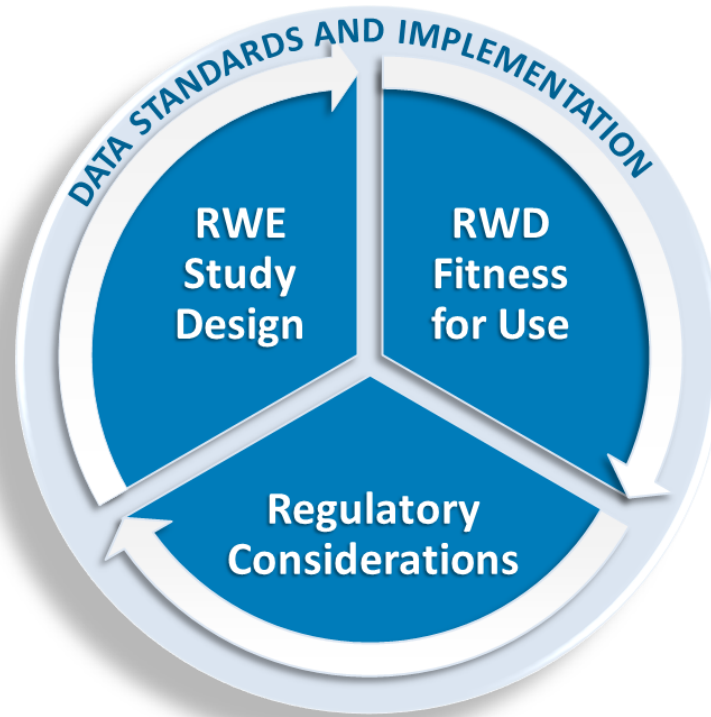 DATA STANDARDS AND IMPLEMENTATION
RWE
Study
Design
RWD
Fitness
for Use
Regulatory
Considerations